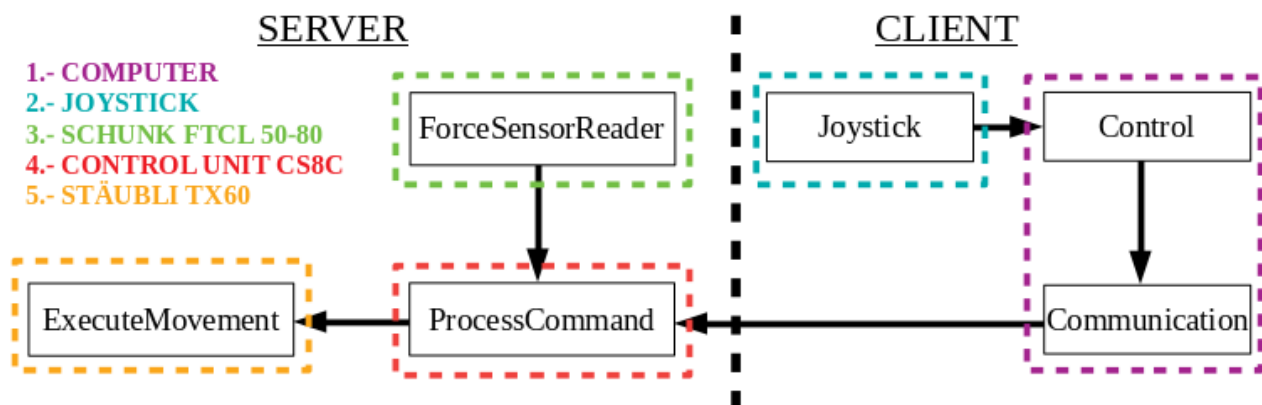 SERVER
CLIENT
1.- COMPUTER
2.- JOYSTICK
3.- SCHUNK FTCL 50-80
4.- CONTROL UNIT CS8C
5.- STÄUBLI TX60
ForceSensorReader
Joystick
Control
ExecuteMovement
ProcessCommand
Communication